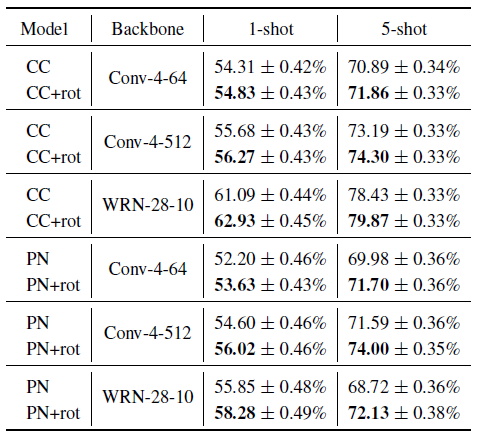 Model Backbone 1-shot 5-shot
CC Conv-4-64 54.31 ± 0.42% 70.89 ± 0.34%
CC+rot 54.83 ± 0.43% 71.86 ± 0.33%
CC Conv-4-512 55.68 ± 0.43% 73.19 ± 0.33%
CC+rot 56.27 ± 0.43% 74.30 ± 0.33%
CC WRN-28-10 61.09 ± 0.44% 78.43 ± 0.33%
CC+rot 62.93 ± 0.45% 79.87 ± 0.33%
PN Conv-4-64 52.20 ± 0.46% 69.98 ± 0.36%
PN+rot 53.63 ± 0.43% 71.70 ± 0.36%
PN Conv-4-512 54.60 ± 0.46% 71.59 ± 0.36%
PN+rot 56.02 ± 0.46% 74.00 ± 0.35%
PN WRN-28-10 55.85 ± 0.48% 68.72 ± 0.36%
PN+rot 58.28 ± 0.49% 72.13 ± 0.38%